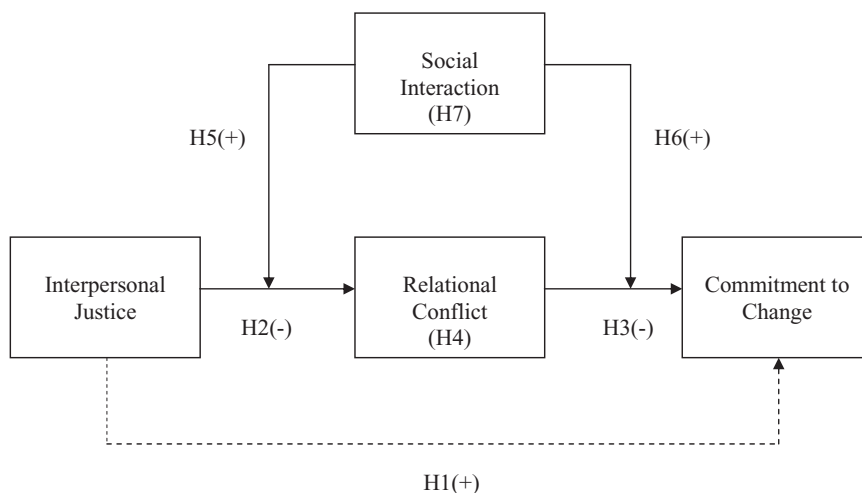 Social
Interaction
(H7)
H5(+)
H6(+)
Interpersonal
Justice
Relational
Conflict
(H4)
Commitment to
Change
H2(-)
H3(-)
H1(+)